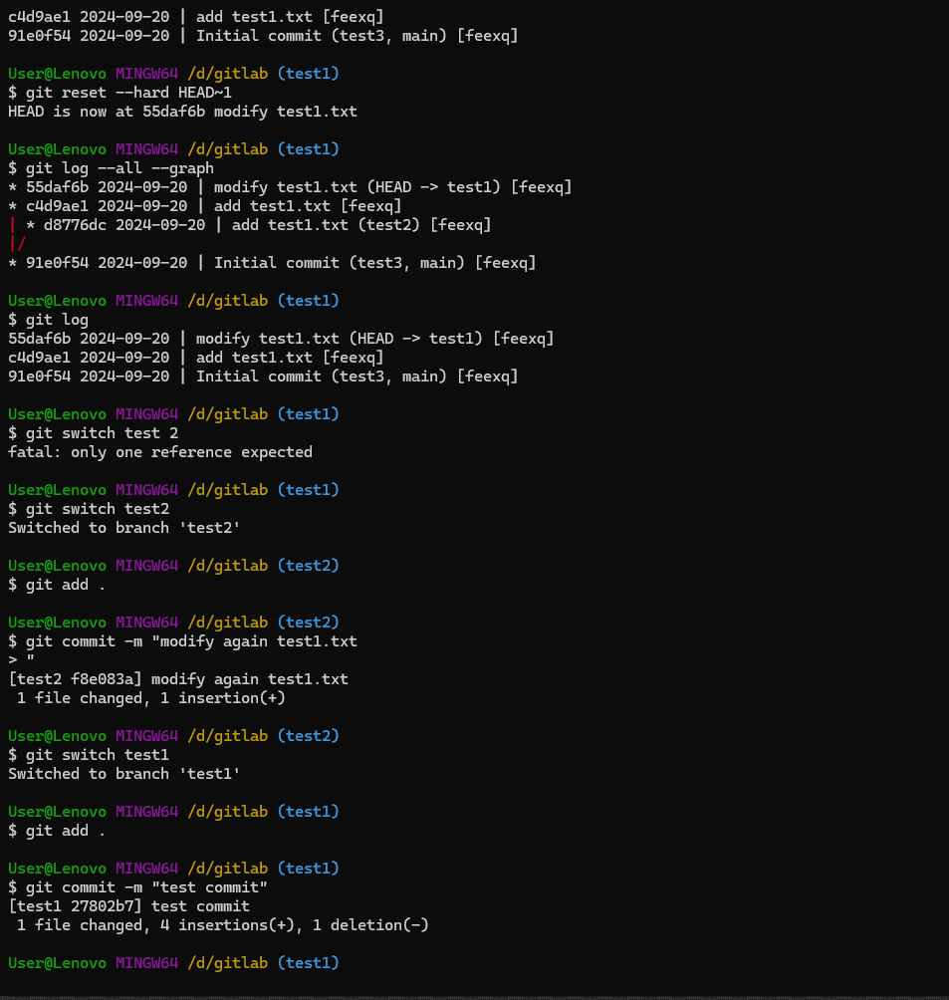 c4d9ae1 2024-09-20 | add test1.txt [feexq]
91e0f54 2024-09-20 | Initial commit (test3, main) [feexq]
User@Lenovo MINGW64 /d/gitlab (test1)
$ git reset --hard HEAD~1
HEAD is now at 55daf6b modify test1.txt
User@Lenovo MINGW64 /d/gitlab (test1)
$ git log --all --graph
* 55daf6b 2024-09-20 | modify test1.txt (HEAD -> test1) [feexq]
* c4d9ae1 2024-09-20 | add test1.txt [feexq]
| * d8776dc 2024-09-20 | add test1.txt (test2) [feexq]
|/
* 91e0f54 2024-09-20 | Initial commit (test3, main) [feexq]
User@Lenovo MINGW64 /d/gitlab (test1)
$ git log
55daf6b 2024-09-20 | modify test1.txt (HEAD -> test1) [feexq]
c4d9ae1 2024-09-20 | add test1.txt [feexq]
91e0f54 2024-09-20 | Initial commit (test3, main) [feexq]
User@Lenovo MINGW64 /d/gitlab (test1)
$ git switch test 2
fatal: only one reference expected
User@Lenovo MINGW64 /d/gitlab (test1)
$ git switch test2
Switched to branch 'test2'
User@Lenovo MINGW64 /d/gitlab (test2)
$ git add .
User@Lenovo MINGW64 /d/gitlab (test2)
$ git commit -m "modify again test1.txt
> "
[test2 f8e083a] modify again test1.txt
 1 file changed, 1 insertion(+)
User@Lenovo MINGW64 /d/gitlab (test2)
$ git switch test1
Switched to branch 'test1'
User@Lenovo MINGW64 /d/gitlab (test1)
$ git add .
User@Lenovo MINGW64 /d/gitlab (test1)
$ git commit -m "test commit"
[test1 27802b7] test commit
 1 file changed, 4 insertions(+), 1 deletion(-)
User@Lenovo MINGW64 /d/gitlab (test1)